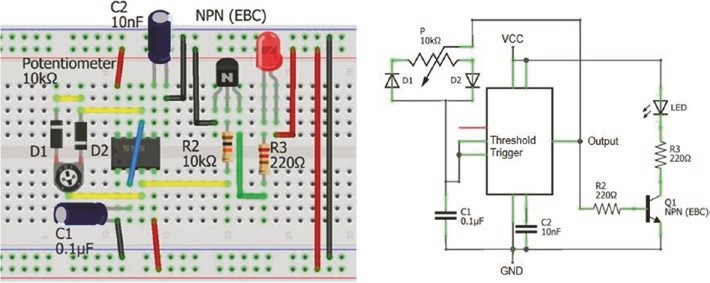 C2
10nF
NPN (EBC)
Potentiometer
10kΩ
N
D1
D2
555
R2
10kΩ
R3
220Ω
C1
0.1μF
P
10kΩ
VCC
D1
D2
LED
Threshold
Trigger
Output
R3
220Ω
R2
220Ω
Q1
NPN (EBC)
C1
0.1μF
C2
10nF
GND